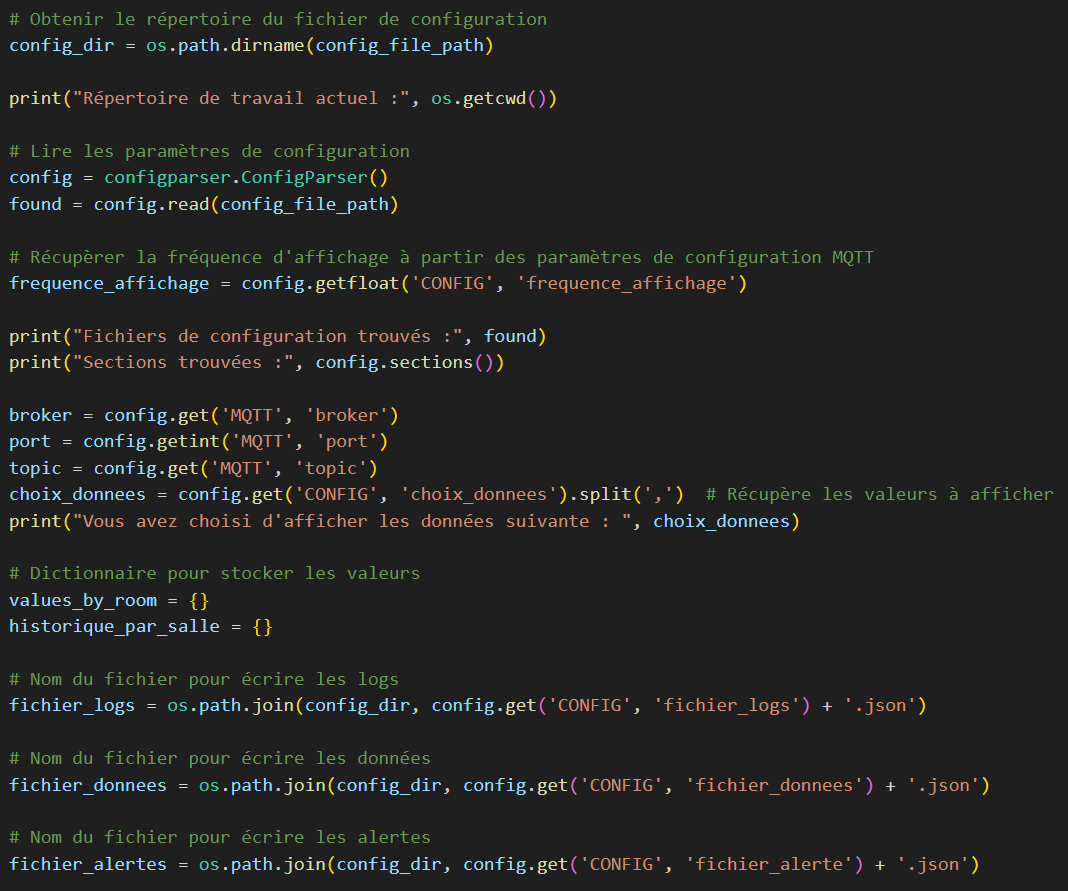 # Obtenir le répertoire du fichier de configuration
config_dir = os.path.dirname(config_file_path)
print("Répertoire de travail actuel :", os.getcwd())
# Lire les paramètres de configuration
config = configparser.ConfigParser()
found = config.read(config_file_path)
# Récupèrer la fréquence d'affichage à partir des paramètres de configuration MQTT
frequence_affichage = config.getfloat('CONFIG', 'frequence_affichage')
print("Fichiers de configuration trouvés :", found)
print("Sections trouvées :", config.sections())
broker = config.get('MQTT', 'broker')
port = config.getint('MQTT', 'port')
topic = config.get('MQTT', 'topic')
choix_donnees = config.get('CONFIG', 'choix_donnees').split(',')  # Récupère les valeurs à afficher
print("Vous avez choisi d'afficher les données suivante : ", choix_donnees)
# Dictionnaire pour stocker les valeurs
values_by_room = {}
historique_par_salle = {}
# Nom du fichier pour écrire les logs
fichier_logs = os.path.join(config_dir, config.get('CONFIG', 'fichier_logs') + '.json')
# Nom du fichier pour écrire les données
fichier_donnees = os.path.join(config_dir, config.get('CONFIG', 'fichier_donnees') + '.json')
# Nom du fichier pour écrire les alertes
fichier_alertes = os.path.join(config_dir, config.get('CONFIG', 'fichier_alerte') + '.json')